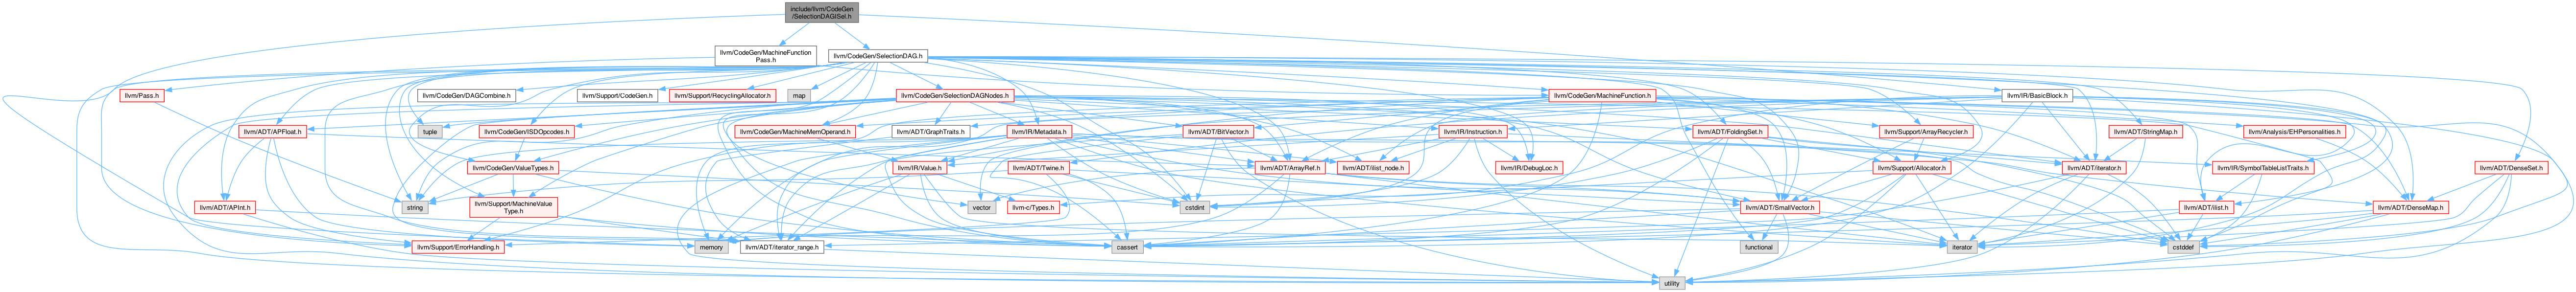 include/llvm/CodeGen
/SelectionDAGISel.h
llvm/CodeGen/MachineFunction
Pass.h
llvm/CodeGen/SelectionDAG.h
llvm/Pass.h
llvm/CodeGen/DAGCombine.h
llvm/Support/CodeGen.h
llvm/Support/RecyclingAllocator.h
map
llvm/CodeGen/SelectionDAGNodes.h
llvm/CodeGen/MachineFunction.h
llvm/IR/BasicBlock.h
llvm/ADT/APFloat.h
tuple
llvm/CodeGen/ISDOpcodes.h
llvm/CodeGen/MachineMemOperand.h
llvm/ADT/GraphTraits.h
llvm/IR/Metadata.h
llvm/ADT/BitVector.h
llvm/IR/Instruction.h
llvm/ADT/FoldingSet.h
llvm/Support/ArrayRecycler.h
llvm/ADT/StringMap.h
llvm/Analysis/EHPersonalities.h
llvm/CodeGen/ValueTypes.h
llvm/IR/Value.h
llvm/ADT/Twine.h
llvm/ADT/ArrayRef.h
llvm/ADT/ilist_node.h
llvm/IR/DebugLoc.h
llvm/Support/Allocator.h
llvm/ADT/iterator.h
llvm/IR/SymbolTableListTraits.h
llvm/ADT/DenseSet.h
llvm/ADT/APInt.h
string
llvm/Support/MachineValue
Type.h
llvm-c/Types.h
vector
cstdint
llvm/ADT/SmallVector.h
llvm/ADT/ilist.h
llvm/ADT/DenseMap.h
llvm/Support/ErrorHandling.h
memory
llvm/ADT/iterator_range.h
cassert
functional
iterator
cstddef
utility